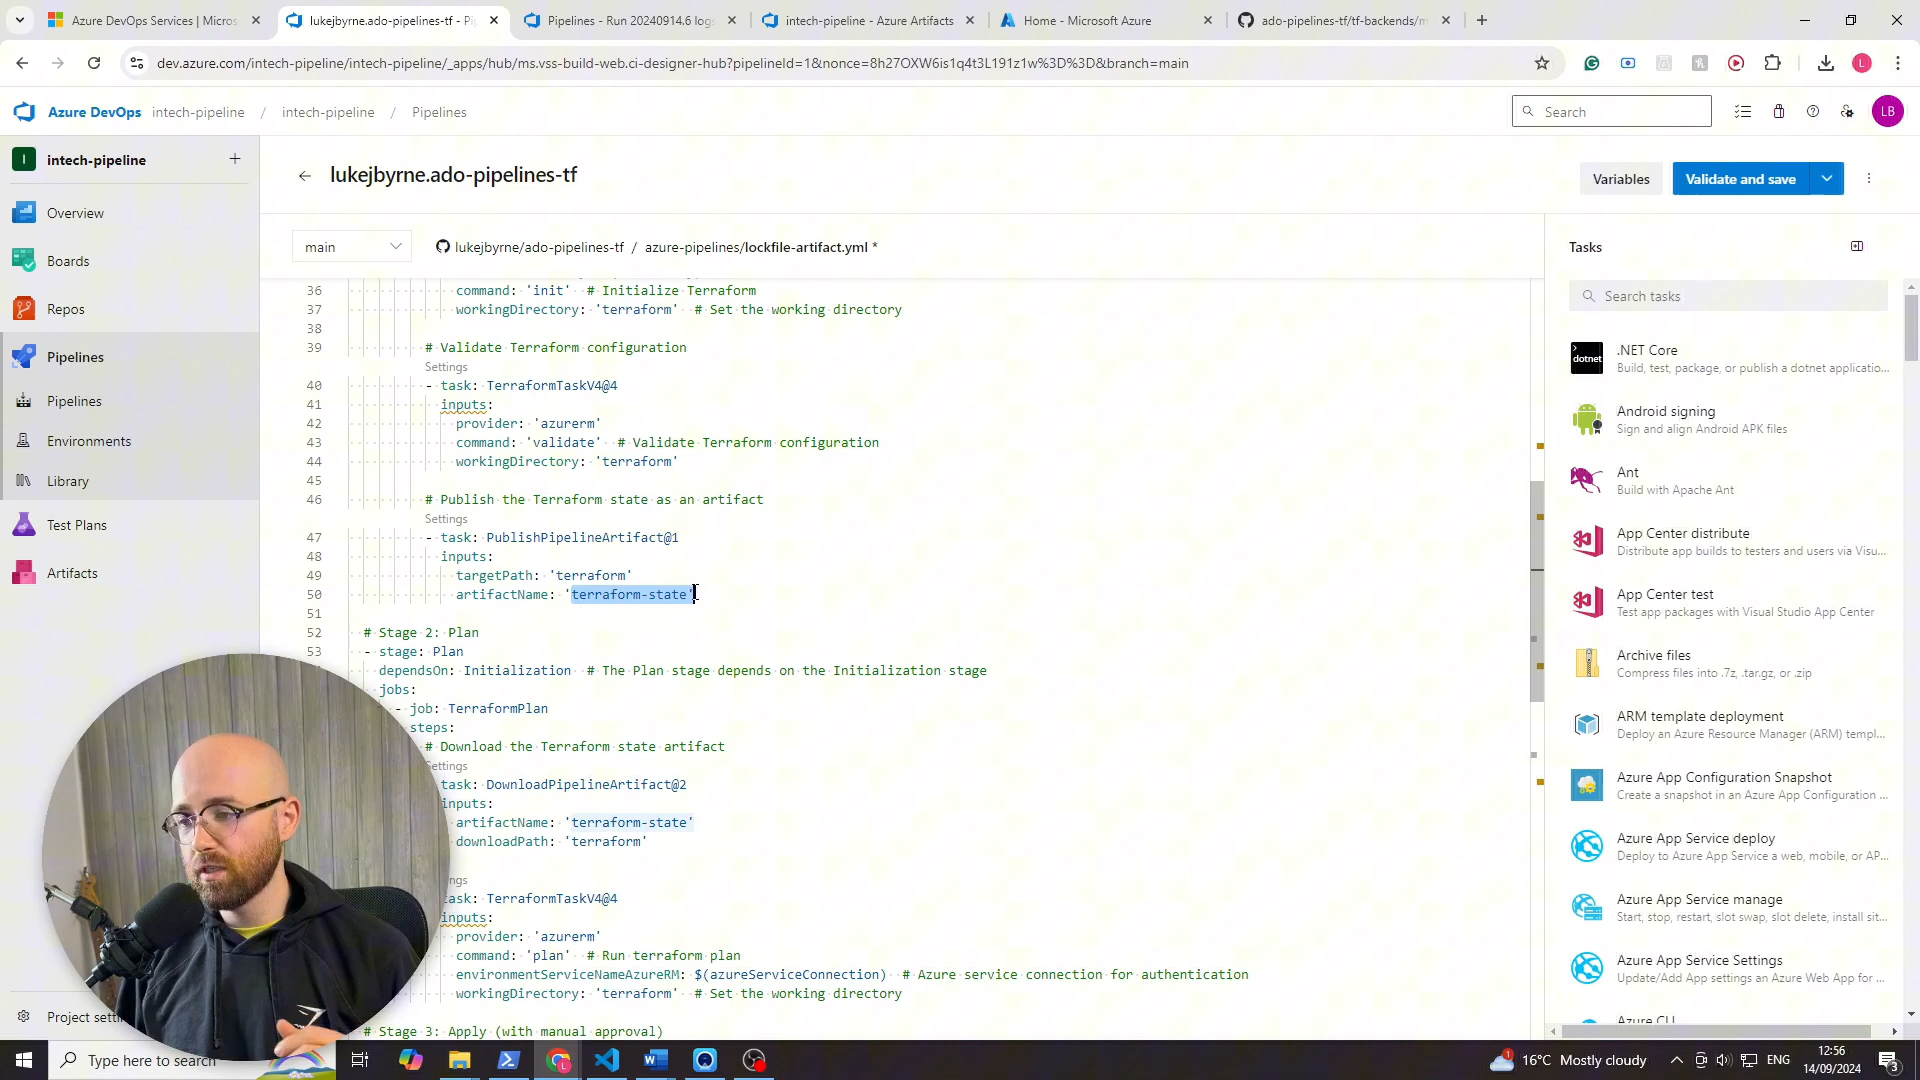 Azure DevOps Services | Micros
lukejbyrne.ado-pipelines-tf - Pi
Pipelines - Run 20240914.6 logs
intech-pipeline - Azure Artifacts
Home - Microsoft Azure
ado-pipelines-tf/tf-backends/m
dev.azure.com/intech-pipeline/intech-pipeline/_apps/hub/ms.vss-build-web.ci-designer-hub?pipelineId=1&nonce=8h27OXW6is1q4t3L191z1w%3D%3D&branch=main
L
Azure DevOps intech-pipeline / intech-pipeline / Pipelines
Search
LB
I intech-pipeline
Overview
Boards
Repos
Pipelines
Pipelines
Environments
Library
Test Plans
Artifacts
Project setti
lukejbyrne.ado-pipelines-tf
Variables
Validate and save
main
lukejbyrne/ado-pipelines-tf / azure-pipelines/lockfile-artifact.yml *
36 command: 'init' # Initialize Terraform
37 workingDirectory: 'terraform' # Set the working directory
38
39 # Validate Terraform configuration
Settings
40 - task: TerraformTaskV4@4
41 inputs:
42 provider: 'azurerm'
43 command: 'validate' # Validate Terraform configuration
44 workingDirectory: 'terraform'
45
46 # Publish the Terraform state as an artifact
Settings
47 - task: PublishPipelineArtifact@1
48 inputs:
49 targetPath: 'terraform'
50 artifactName: 'terraform-state'
51
52 # Stage 2: Plan
53 - stage: Plan
dependsOn: Initialization # The Plan stage depends on the Initialization stage
jobs:
- job: TerraformPlan
steps:
# Download the Terraform state artifact
Settings
task: DownloadPipelineArtifact@2
inputs:
artifactName: 'terraform-state'
downloadPath: 'terraform'
ngs
task: TerraformTaskV4@4
inputs:
provider: 'azurerm'
command: 'plan' # Run terraform plan
environmentServiceNameAzureRM: $(azureServiceConnection) # Azure service connection for authentication
workingDirectory: 'terraform' # Set the working directory
# Stage 3: Apply (with manual approval)
Tasks
Search tasks
dotnet
.NET Core
Build, test, package, or publish a dotnet applicatio...
Android signing
Sign and align Android APK files
Ant
Build with Apache Ant
App Center distribute
Distribute app builds to testers and users via Visu...
App Center test
Test app packages with Visual Studio App Center
Archive files
Compress files into .7z, .tar.gz, or .zip
ARM template deployment
Deploy an Azure Resource Manager (ARM) templ...
Azure App Configuration Snapshot
Create a snapshot in an Azure App Configuration ...
Azure App Service deploy
Deploy to Azure App Service a web, mobile, or AP...
Azure App Service manage
Start, stop, restart, slot swap, slot delete, install sit...
Azure App Service Settings
Update/Add App settings an Azure Web App for ...
Azure CLI
Type here to search
1
16°C Mostly cloudy
ENG
12:56
14/09/2024
3